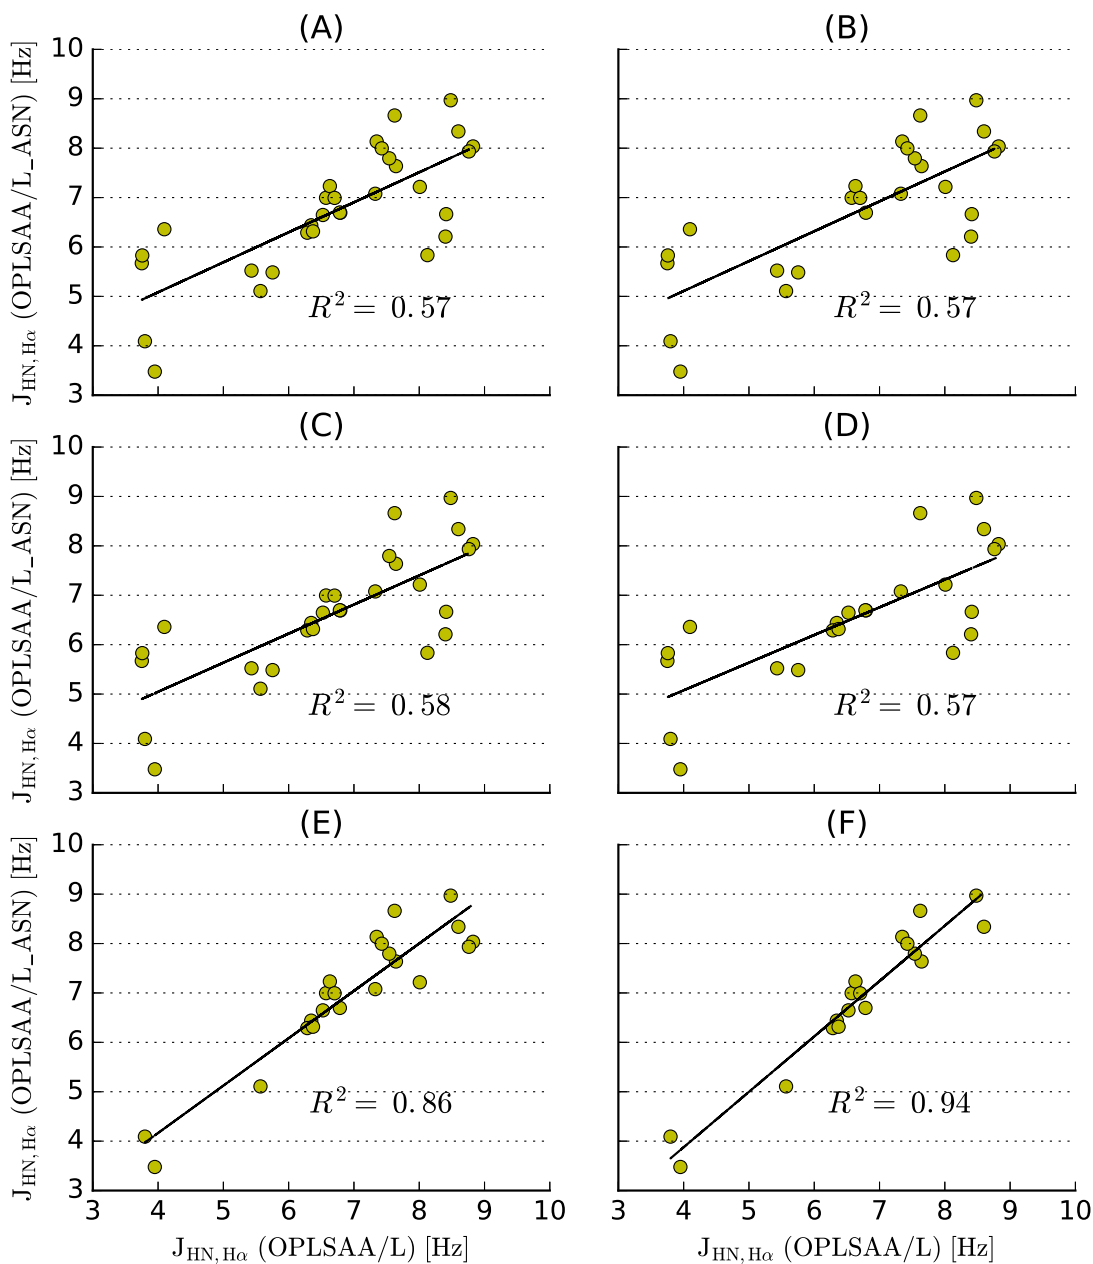 (A)
(B)
J_HN,Hα (OPLSAA/L_ASN) [Hz]
10
9
8
7
6
5
4
3
R² = 0.57
R² = 0.57
(C)
(D)
J_HN,Hα (OPLSAA/L_ASN) [Hz]
10
9
8
7
6
5
4
3
R² = 0.58
R² = 0.57
(E)
(F)
J_HN,Hα (OPLSAA/L_ASN) [Hz]
10
9
8
7
6
5
4
3
R² = 0.86
R² = 0.94
3 4 5 6 7 8 9 10
3 4 5 6 7 8 9 10
J_HN,Hα (OPLSAA/L) [Hz]
J_HN,Hα (OPLSAA/L) [Hz]